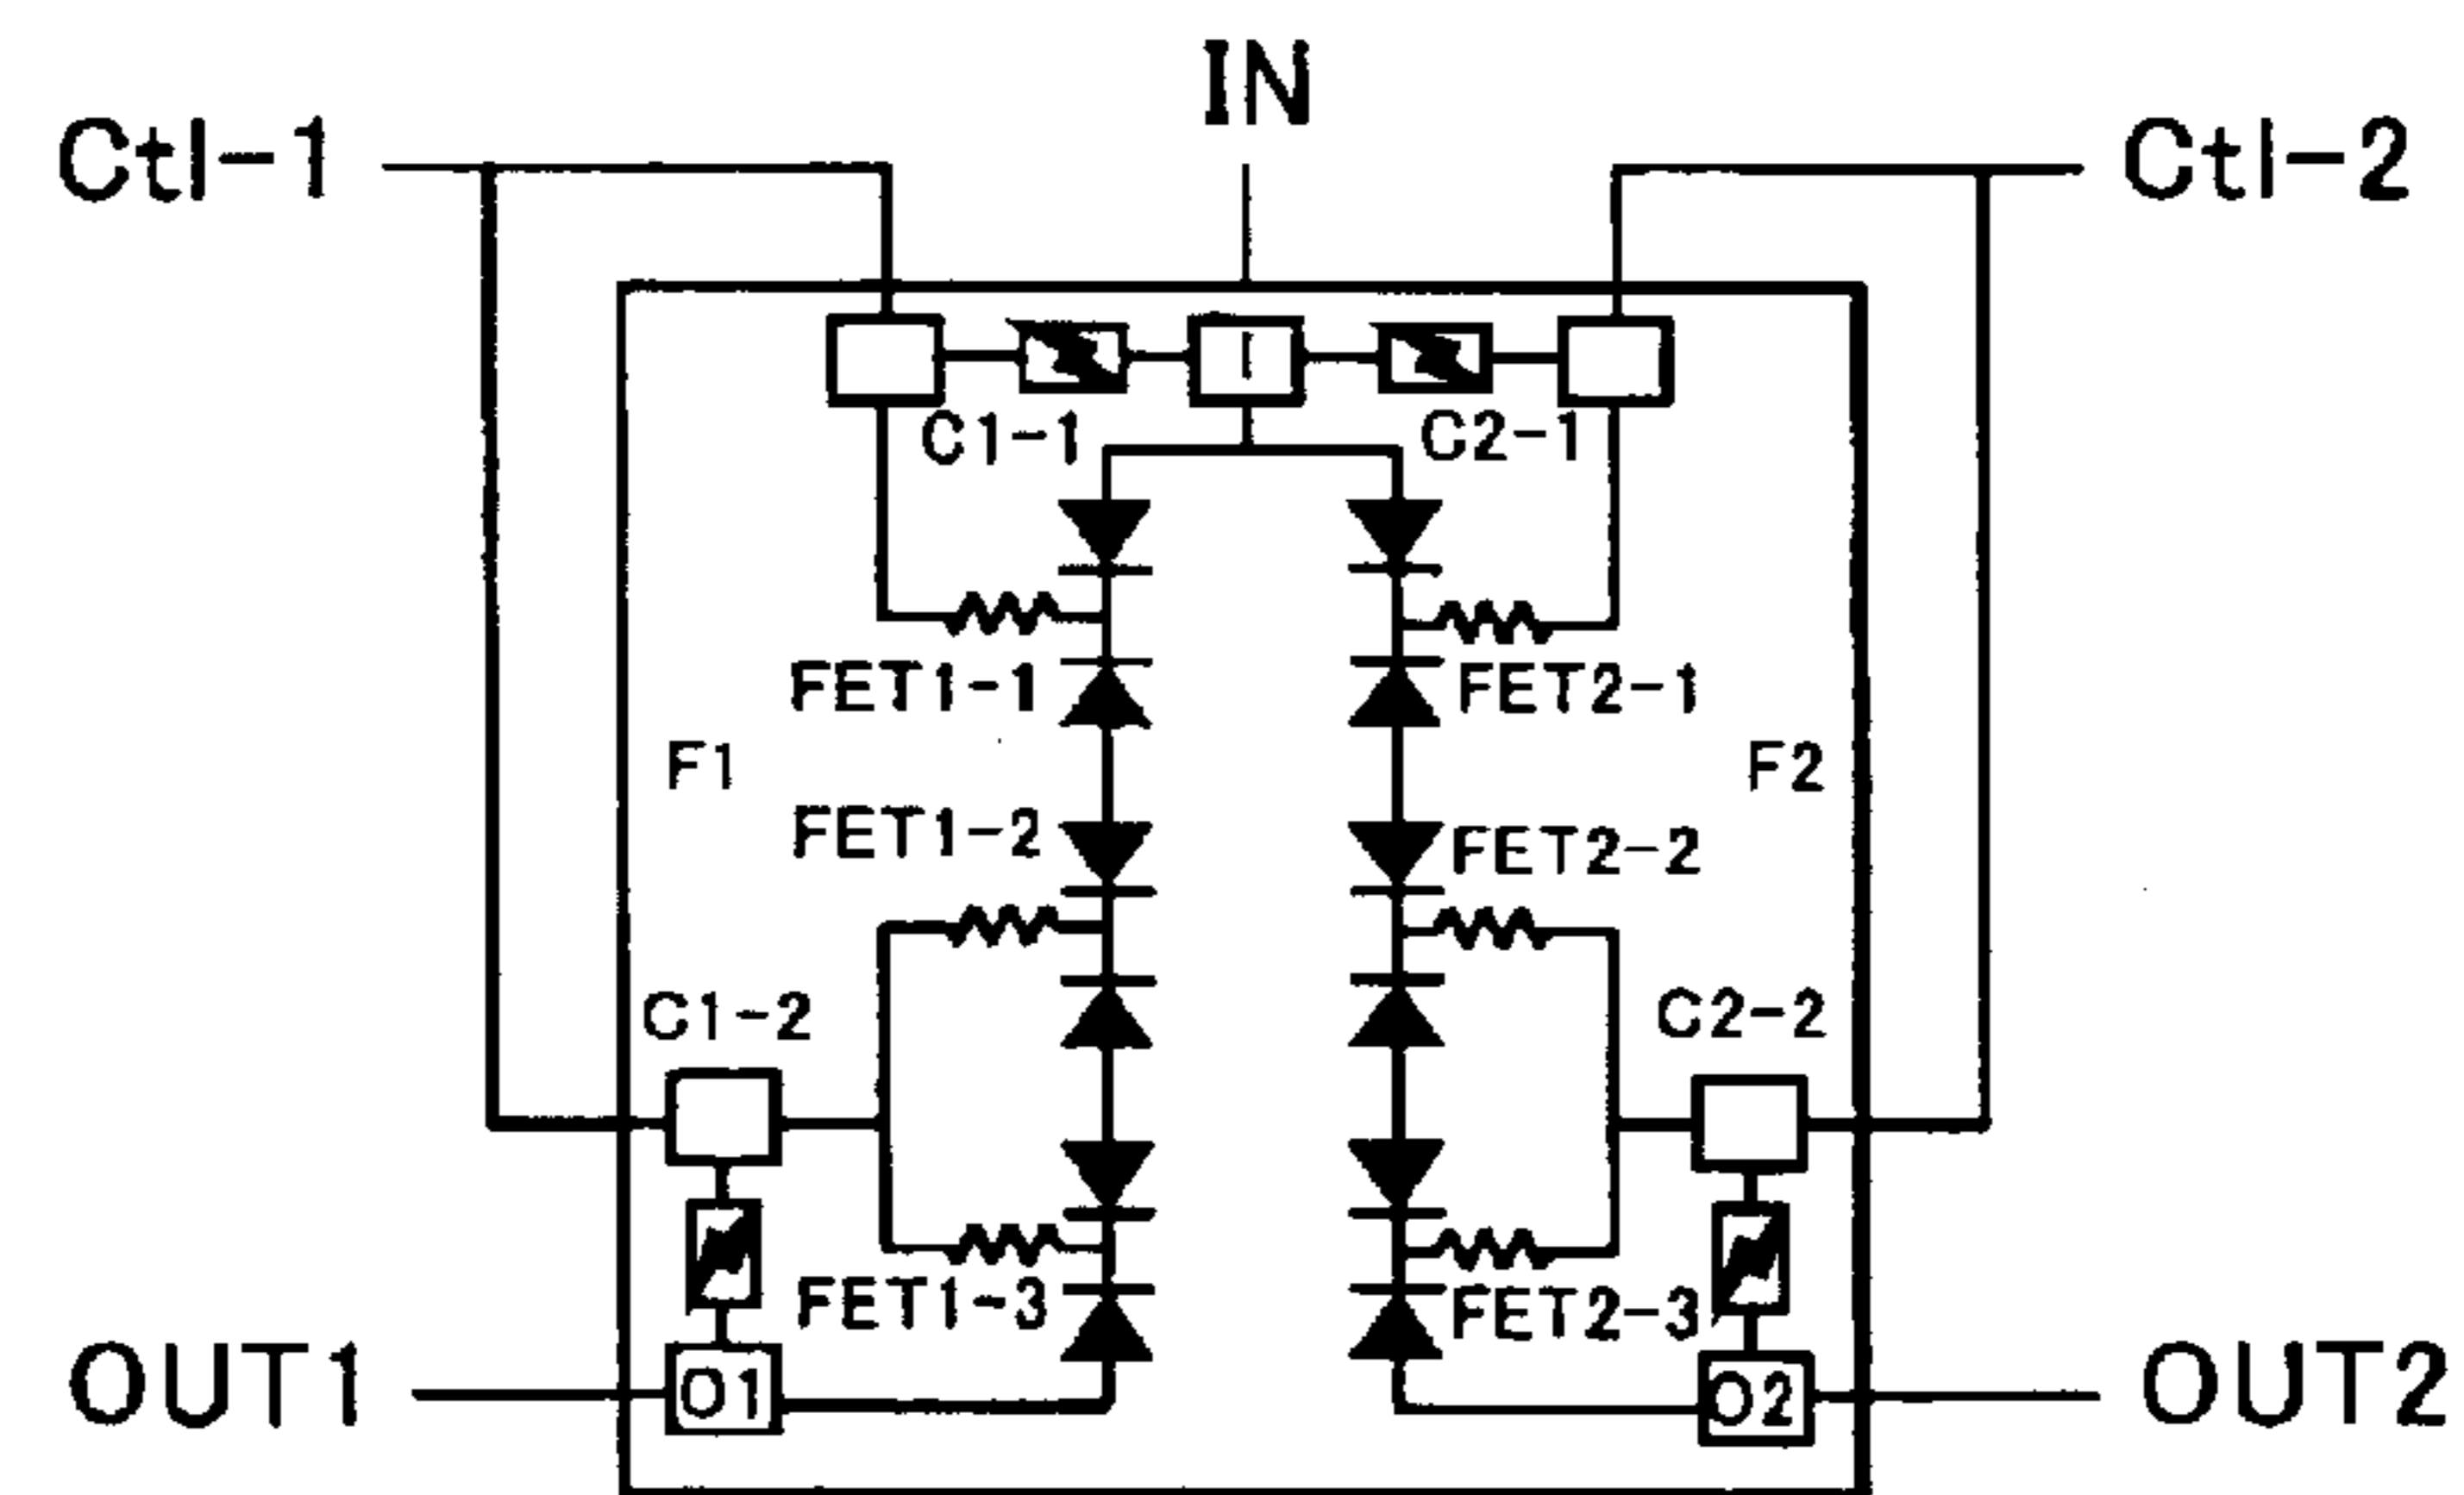 IN
Ctl-1
Ctl-2
I
C1-1
C2-1
FET1-1
FET2-1
F1
F2
FET1-2
FET2-2
C1-2
C2-2
FET1-3
FET2-3
OUT1
O1
O2
OUT2